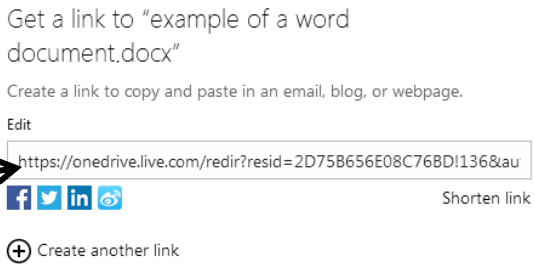 Get a link to “example of a word
document.docx”
Create a link to copy and paste in an email, blog, or webpage.
Edit
https://onedrive.live.com/redir?resid=2D75B656E08C76BD!136&au
Shorten link
Create another link